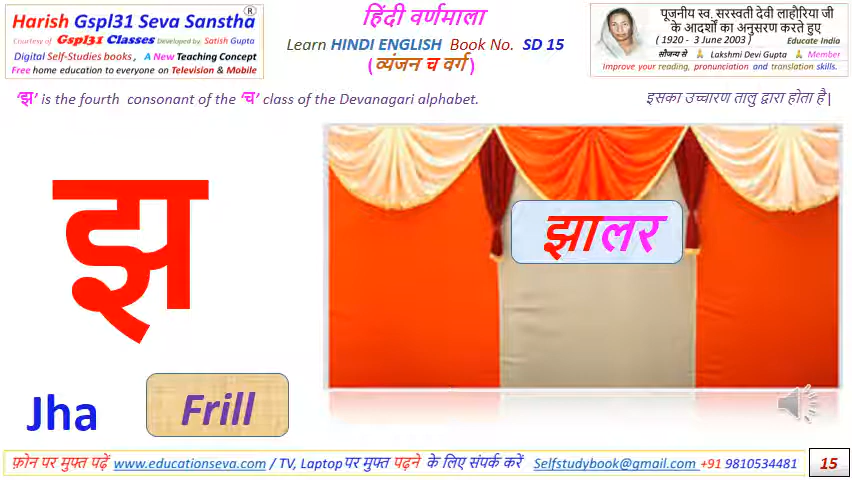 Harish Gspl31 Seva Sanstha ®
Courtesy of Gspl31 Classes Developed by Satish Gupta
Digital Self-Studies books , A New Teaching Concept
Free home education to everyone on Television & Mobile
हिंदी वर्णमाला
Learn HINDI ENGLISH Book No. SD 15
(व्यंजन च वर्ग)
पूजनीय स्व. सरस्वती देवी लाहौरिया जी
के आदर्शों का अनुसरण करते हुए
( 1920 - 3 June 2003 ) Educate India
सौजन्य से 🙏 Lakshmi Devi Gupta 🙏 Member
Improve your reading, pronunciation and translation skills.
‘झ’ is the fourth consonant of the ‘च’ class of the Devanagari alphabet.
इसका उच्चारण तालु द्वारा होता है|
झ
झालर
Jha
Frill
फ़ोन पर मुफ्त पढ़ें www.educationseva.com / TV, Laptop पर मुफ्त पढ़ने के लिए संपर्क करें Selfstudybook@gmail.com +91 9810534481
15